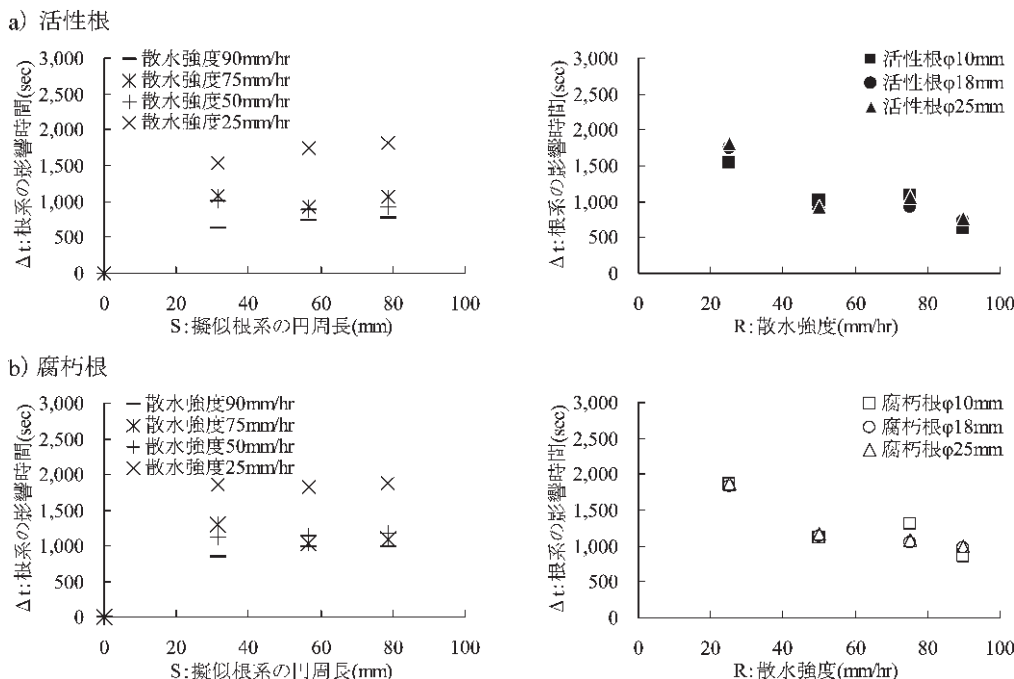 a) 活性根
Δt:根系の影響時間(sec)
3,000
2,500
2,000
1,500
1,000
500
0
散水強度90mm/hr
散水強度75mm/hr
散水強度50mm/hr
散水強度25mm/hr
0 20 40 60 80 100
S:擬似根系の円周長(mm)
Δt:根系の影響時間(scc)
3,000
2,500
2,000
1,500
1,000
500
0
活性根φ10mm
活性根φ18mm
活性根φ25mm
0 20 40 60 80 100
R:散水強度(mm/hr)
b) 腐朽根
Δt:根系の影響時間(sec)
3,000
2,500
2,000
1,500
1,000
500
0
散水強度90mm/hr
散水強度75mm/hr
散水強度50mm/hr
散水強度25mm/hr
0 20 40 60 80 100
S:擬似根系の円周長(mm)
Δt:根系の影響時間(scc)
3,000
2,500
2,000
1,500
1,000
500
0
腐朽根φ10mm
腐朽根φ18mm
腐朽根φ25mm
0 20 40 60 80 100
R:散水強度(mm/hr)